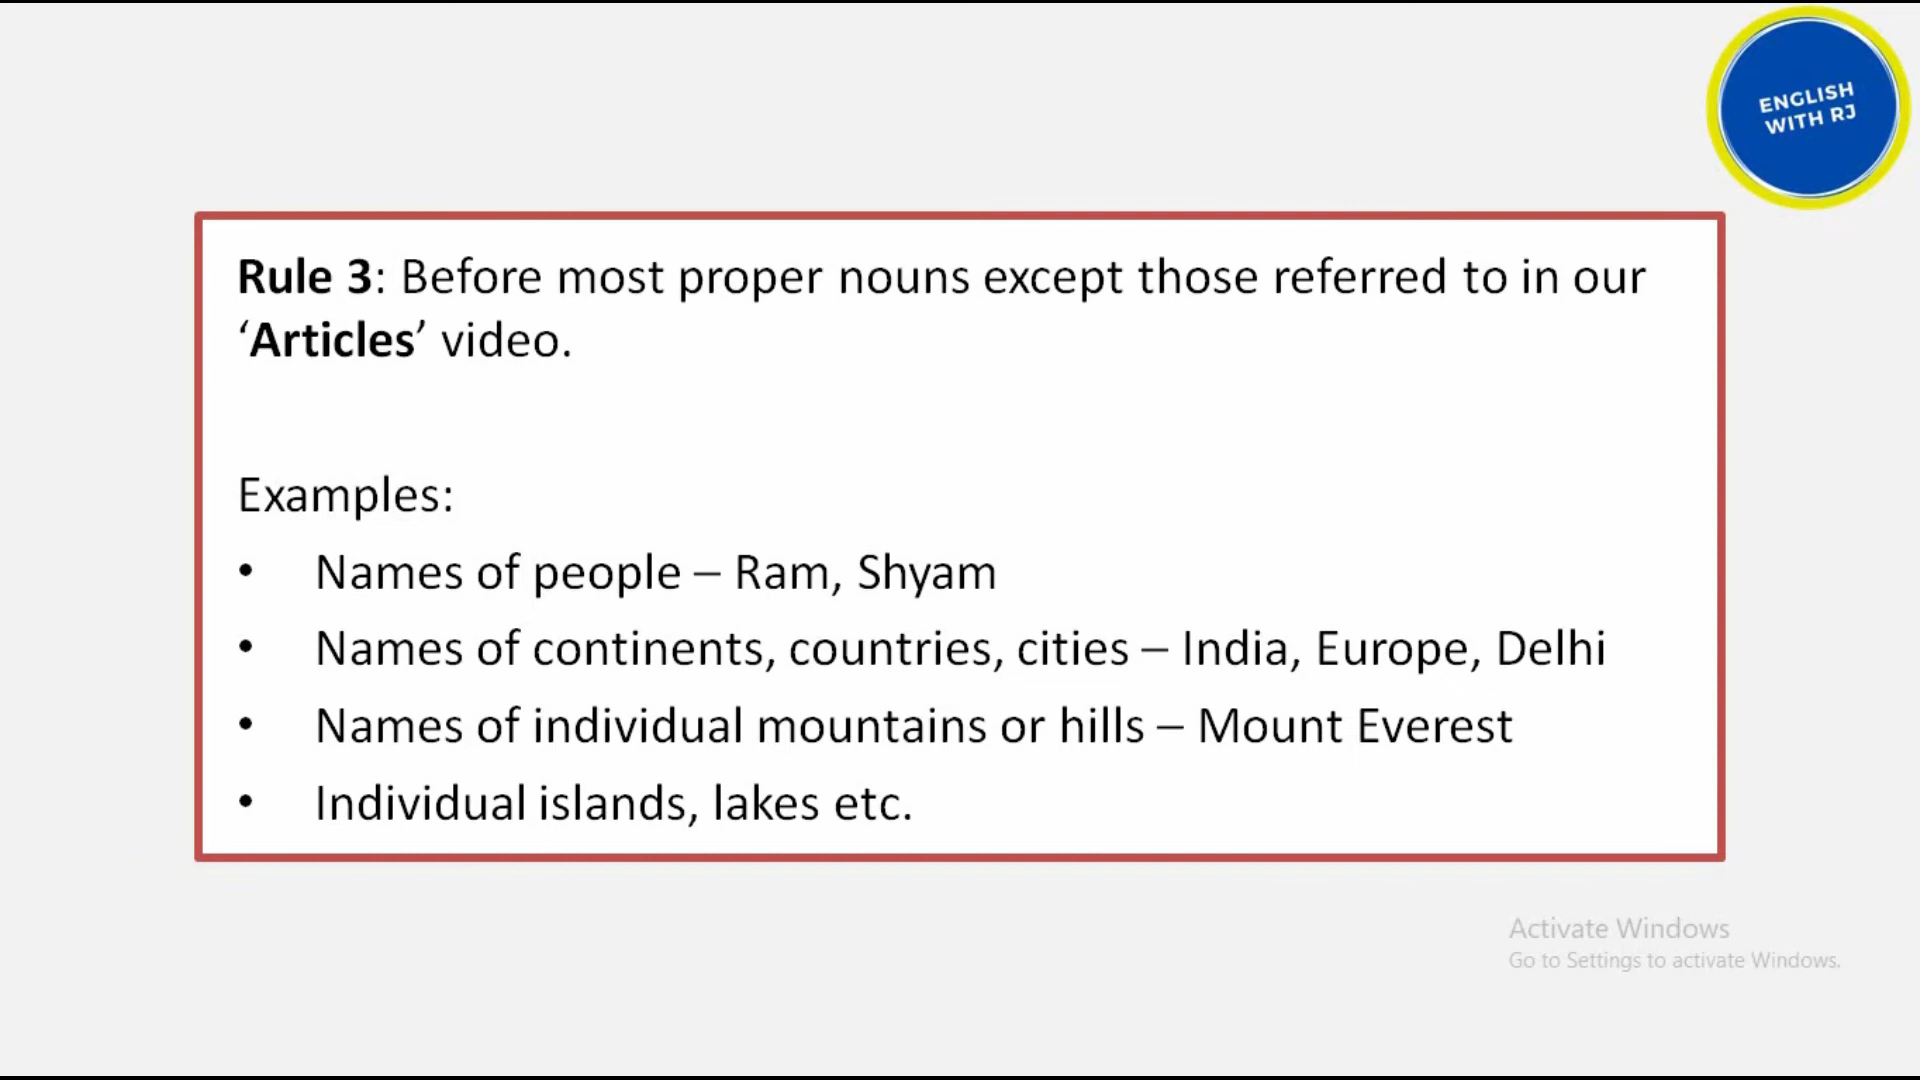 ENGLISH
WITH RJ
Rule 3: Before most proper nouns except those referred to in our
‘Articles’ video.
Examples:
• Names of people – Ram, Shyam
• Names of continents, countries, cities – India, Europe, Delhi
• Names of individual mountains or hills – Mount Everest
• Individual islands, lakes etc.
Activate Windows
Go to Settings to activate Windows.